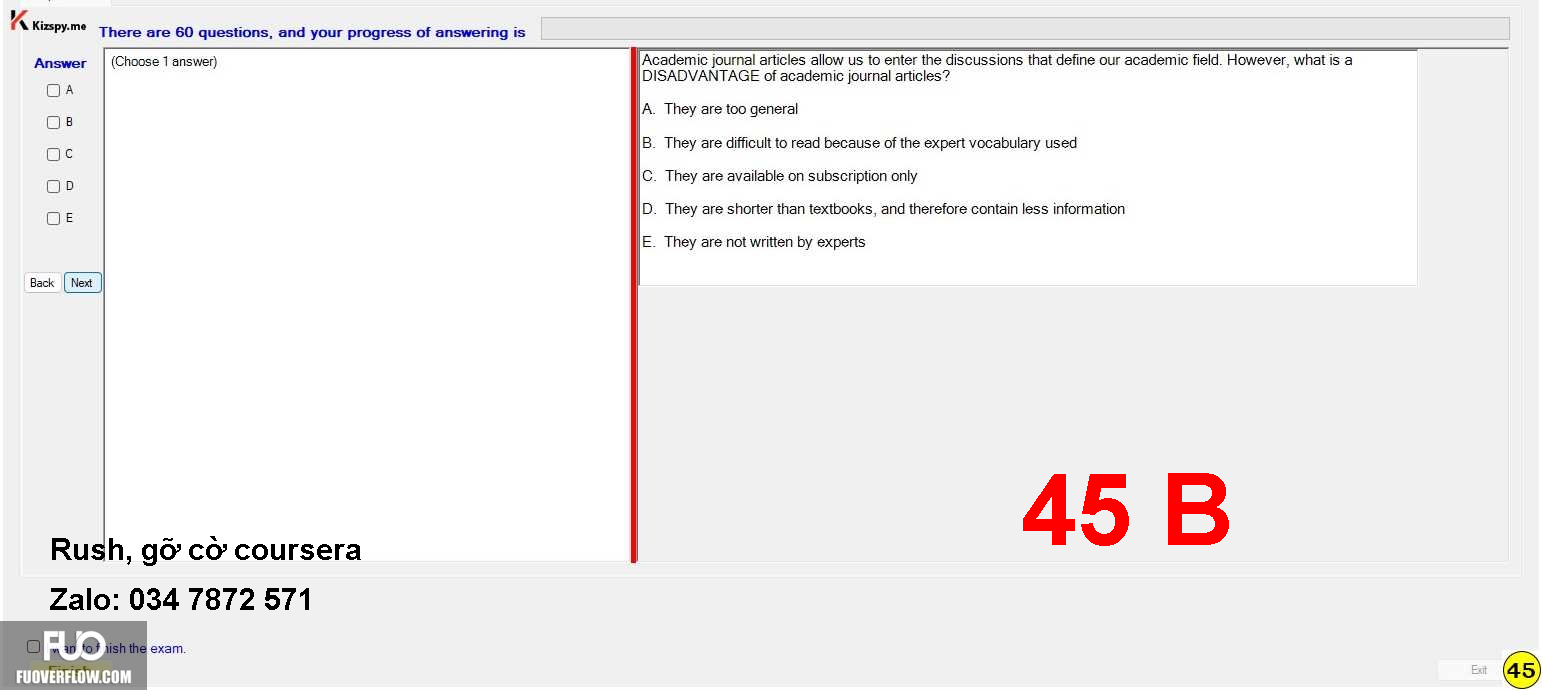 Kizspy.me
There are 60 questions, and your progress of answering is
Answer
(Choose 1 answer)
A
B
C
D
E
Back
Next
Academic journal articles allow us to enter the discussions that define our academic field. However, what is a
DISADVANTAGE of academic journal articles?
A. They are too general
B. They are difficult to read because of the expert vocabulary used
C. They are available on subscription only
D. They are shorter than textbooks, and therefore contain less information
E. They are not written by experts
45 B
Rush, gỡ cờ coursera
Zalo: 034 7872 571
FUO
FUOVERFLOW.COM
want to finish the exam.
Finish
Exit
45